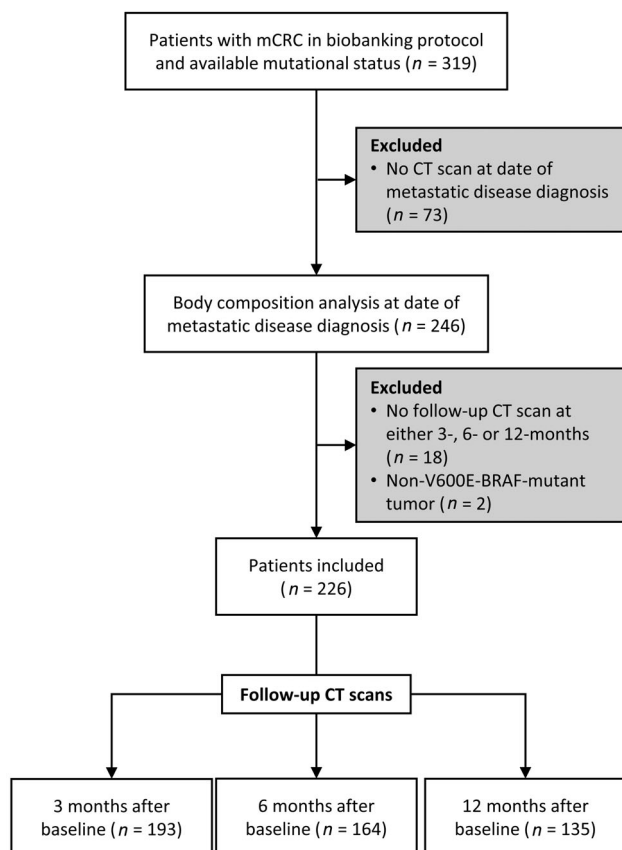 Patients with mCRC in biobanking protocol
and available mutational status (n = 319)
Excluded
• No CT scan at date of
metastatic disease diagnosis
(n = 73)
Body composition analysis at date of
metastatic disease diagnosis (n = 246)
Excluded
• No follow-up CT scan at
either 3-, 6- or 12-months
(n = 18)
• Non-V600E-BRAF-mutant
tumor (n = 2)
Patients included
(n = 226)
Follow-up CT scans
3 months after
baseline (n = 193)
6 months after
baseline (n = 164)
12 months after
baseline (n = 135)